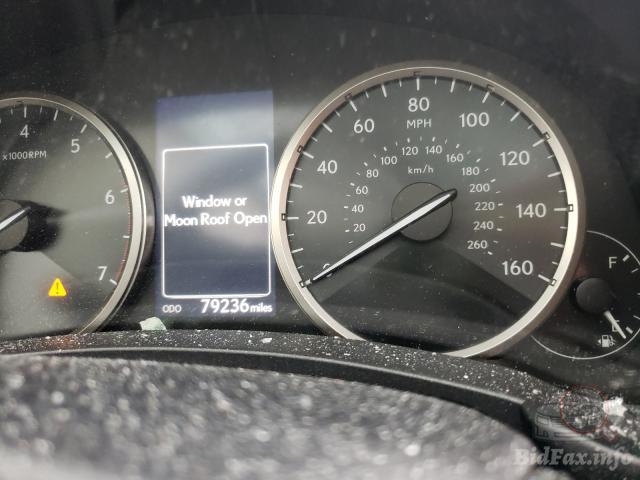 4
5
6
7
x1000RPM
Window or
Moon Roof Open
ODO 79236 miles
0
20
40
60
80
100
120
140
160
MPH
km/h
20
40
60
80
100
120
140
160
180
200
220
240
260
F
E
BidFax.info